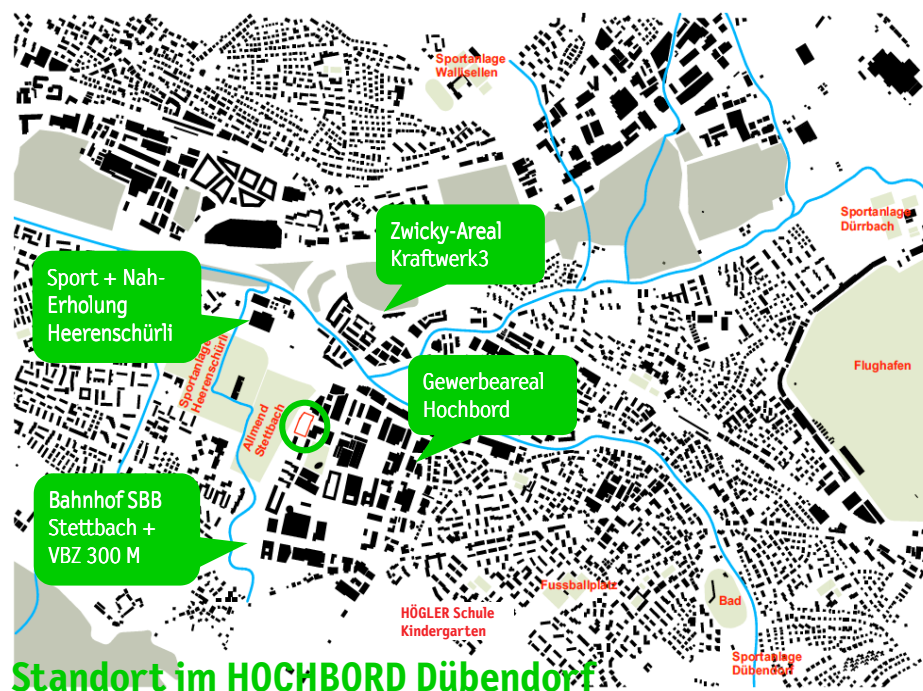 Sportanlage
Wallisellen
Zwicky-Areal
Kraftwerk3
Sportanlage
Dürrbach
Sport + Nah-
Erholung
Heerenschürli
Sportanlage
Heerenschürli
Flughafen
Gewerbeareal
Hochbord
Allmend
Stettbach
Bahnhof SBB
Stettbach +
VBZ 300 M
Fussballplatz
Bad
HÖGLER Schule
Kindergarten
Sportanlage
Dübendorf
Standort im HOCHBORD Dübendorf